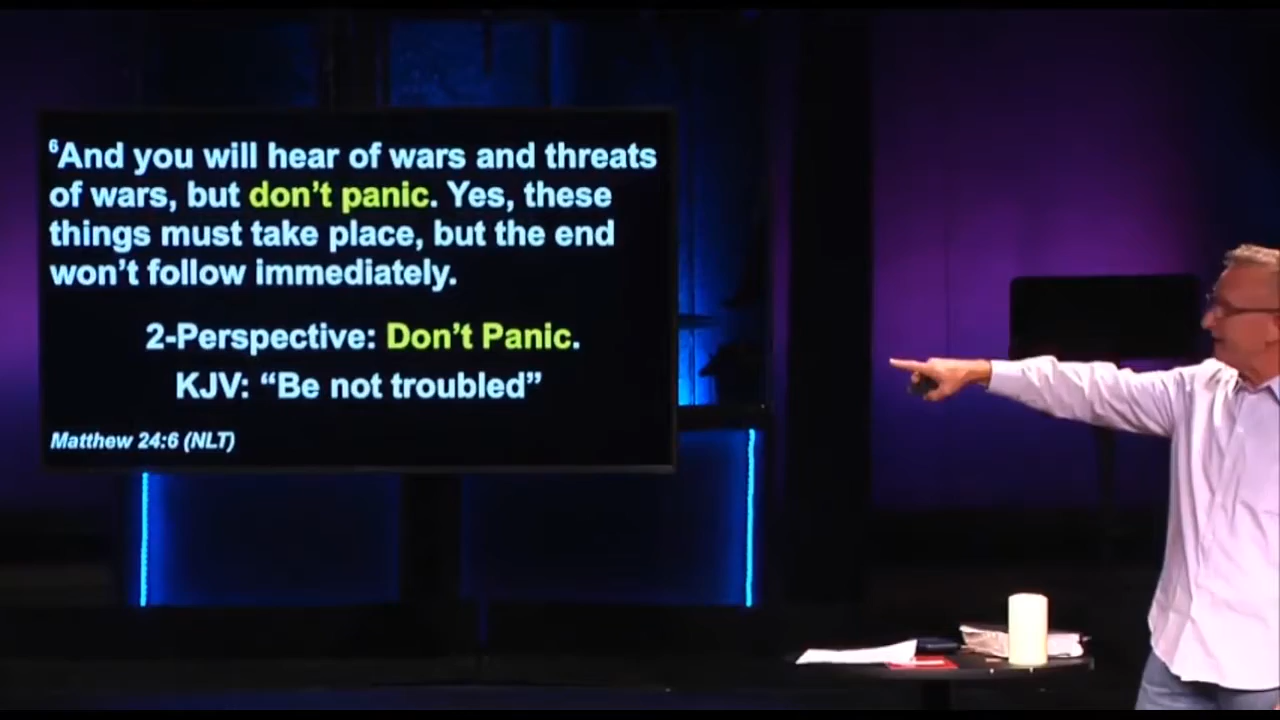 ⁶And you will hear of wars and threats
of wars, but don't panic. Yes, these
things must take place, but the end
won't follow immediately.
2-Perspective: Don't Panic.
KJV: “Be not troubled”
Matthew 24:6 (NLT)